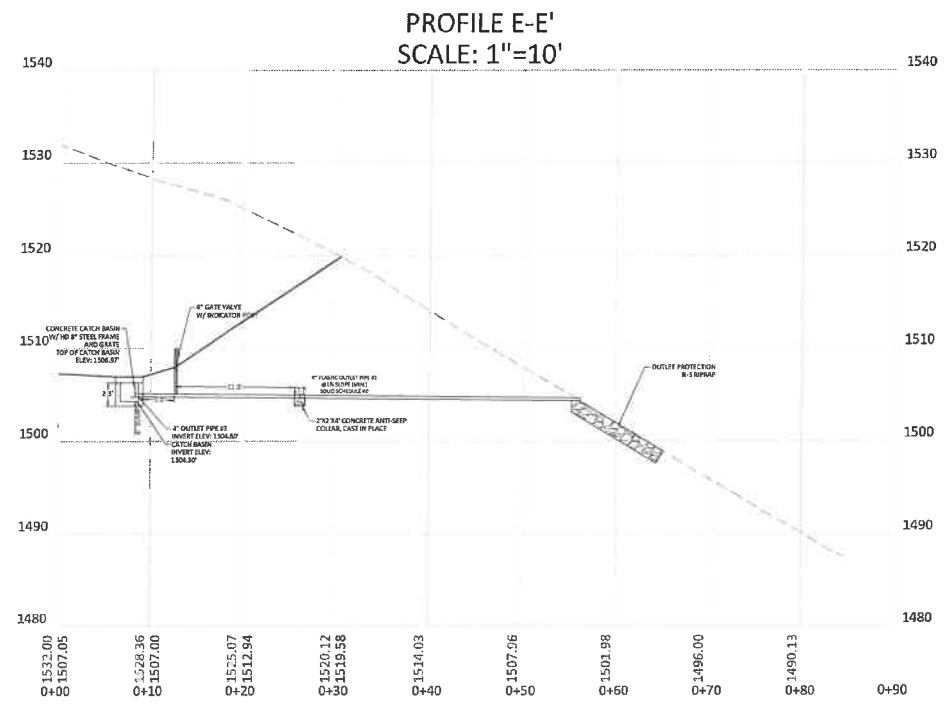 PROFILE E-E'
SCALE: 1"=10'
1540
1540
1530
1530
1520
1520
4" GATE VALVE
W/ INDICATOR
CONCRETE CATCH BASIN
W/ HD 8" STEEL FRAME
AND GRATE
TOP OF CATCH BASIN
ELEV: 1506.97'
1510
1510
OUTLET PROTECTION
R-5 RIPRAP
4" PLASTIC OUTLET PIPE #3
@1% SLOPE (MIN.)
SOLID SCHEDULE 40
2'X2'X4' CONCRETE ANTI-SEEP
COLLAR, CAST IN PLACE
4" OUTLET PIPE #3
INVERT ELEV: 1504.80'
CATCH BASIN
INVERT ELEV:
1504.30'
1500
1500
1490
1490
1480
1480
1532.00
1507.05
1528.36
1507.00
1525.07
1512.94
1520.12
1519.58
1514.03
1507.96
1501.98
1496.00
1490.13
0+00
0+10
0+20
0+30
0+40
0+50
0+60
0+70
0+80
0+90